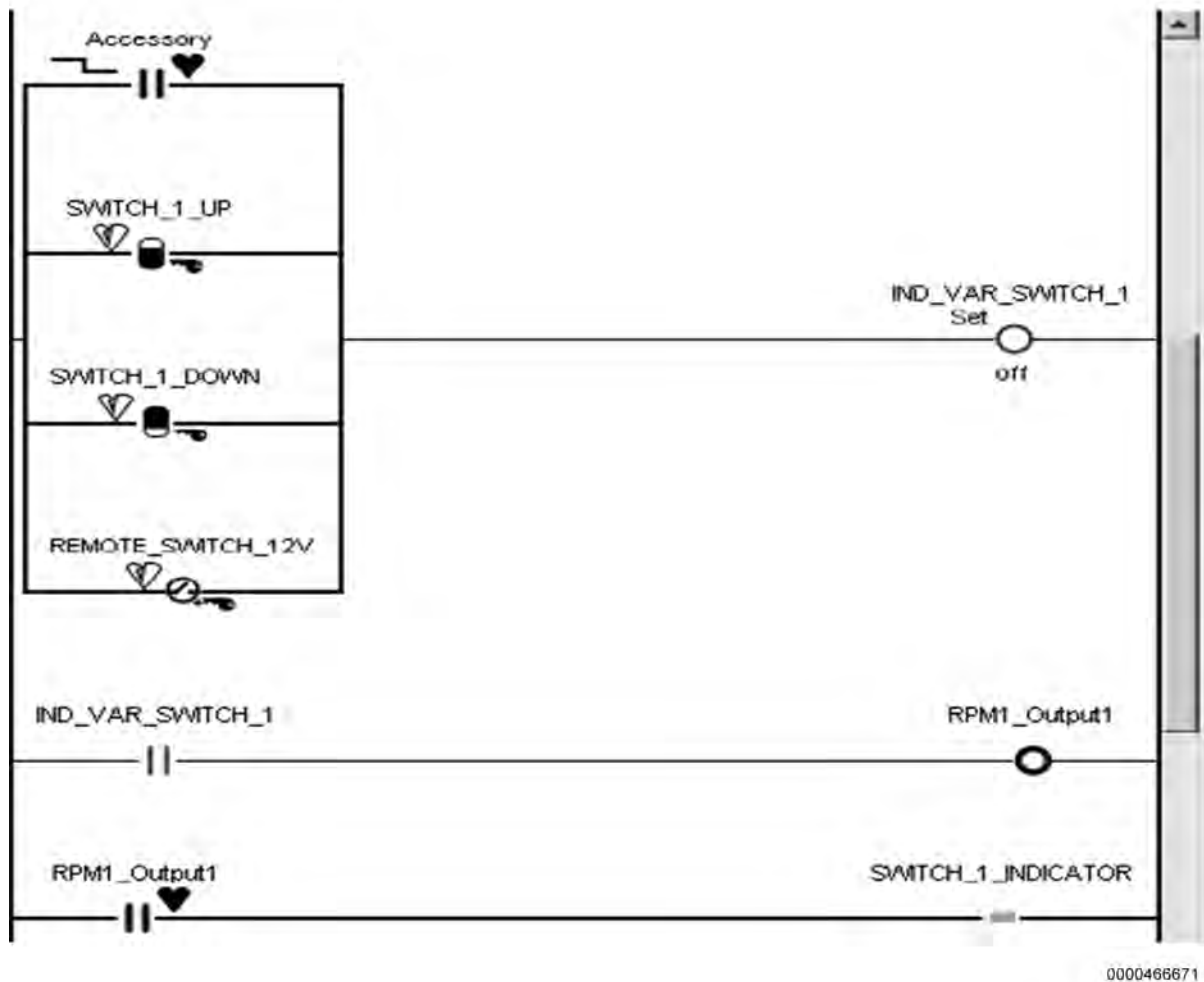 Accessory
SWITCH_1_UP
IND_VAR_SWITCH_1
Set
off
SWITCH_1_DOWN
REMOTE_SWITCH_12V
IND_VAR_SWITCH_1
RPM1_Output1
RPM1_Output1
SWITCH_1_INDICATOR
0000466671